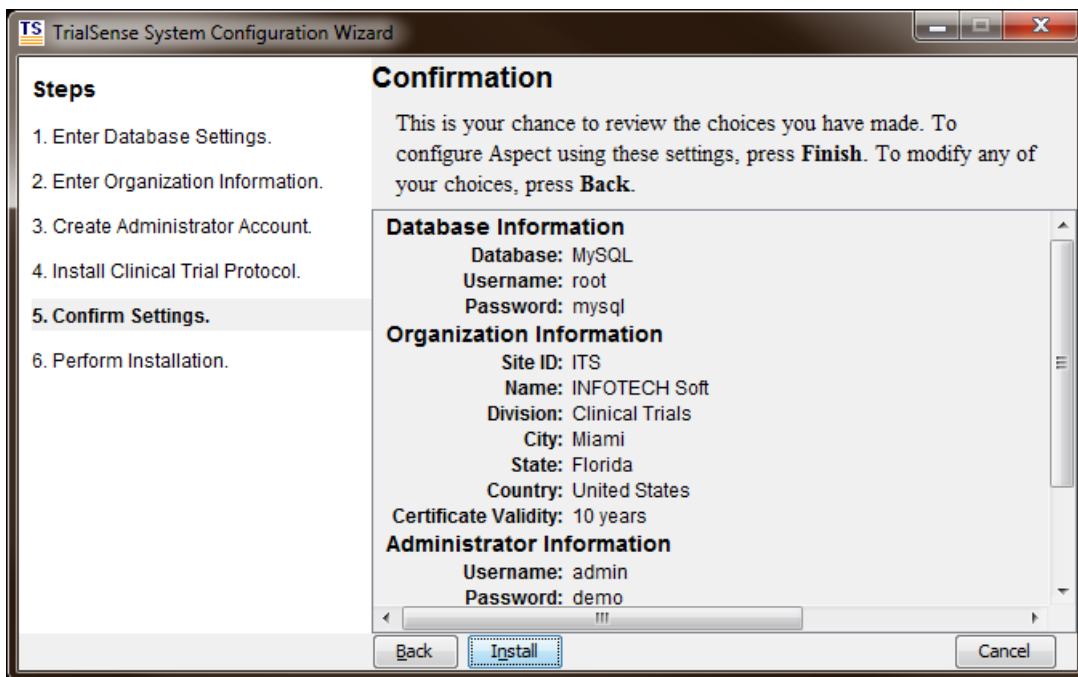 TS TrialSense System Configuration Wizard
Steps
1. Enter Database Settings.
2. Enter Organization Information.
3. Create Administrator Account.
4. Install Clinical Trial Protocol.
5. Confirm Settings.
6. Perform Installation.
Confirmation
This is your chance to review the choices you have made. To
configure Aspect using these settings, press Finish. To modify any of
your choices, press Back.
Database Information
Database: MySQL
Username: root
Password: mysql
Organization Information
Site ID: ITS
Name: INFOTECH Soft
Division: Clinical Trials
City: Miami
State: Florida
Country: United States
Certificate Validity: 10 years
Administrator Information
Username: admin
Password: demo
Back Install Cancel